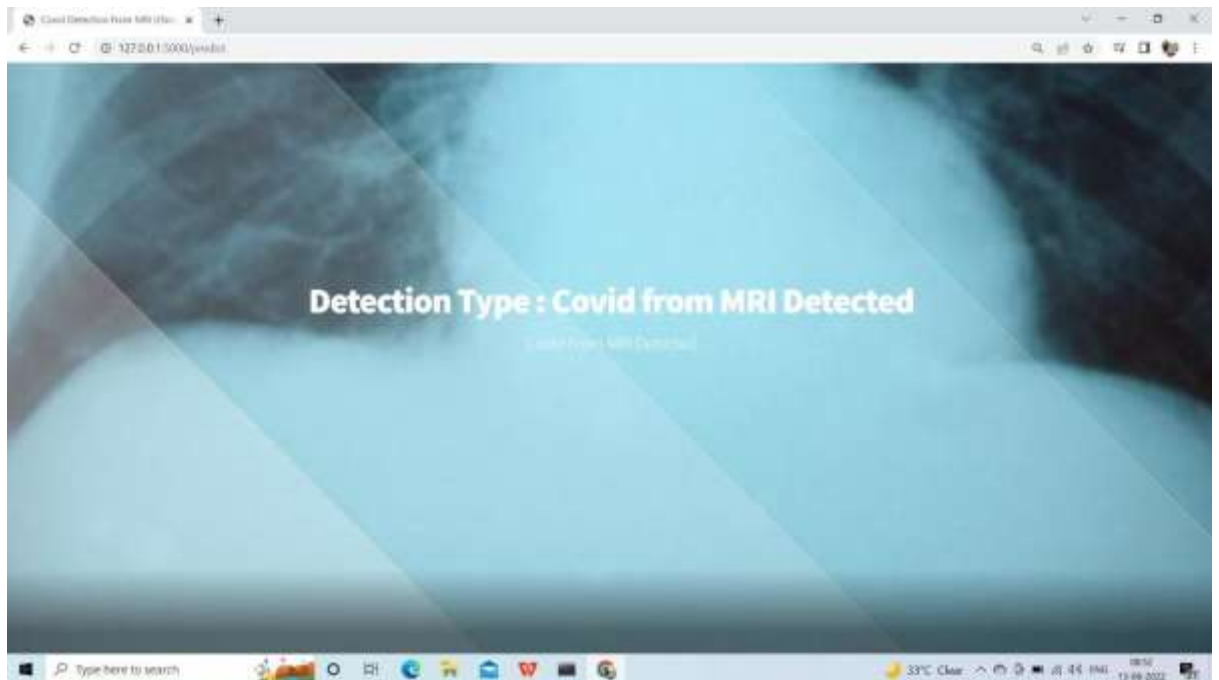 Covid Detection From MRI
127.0.0.1:5000/predict
Detection Type : Covid from MRI Detected
Covid From MRI Detected
Type here to search
33°C Clear
ENG